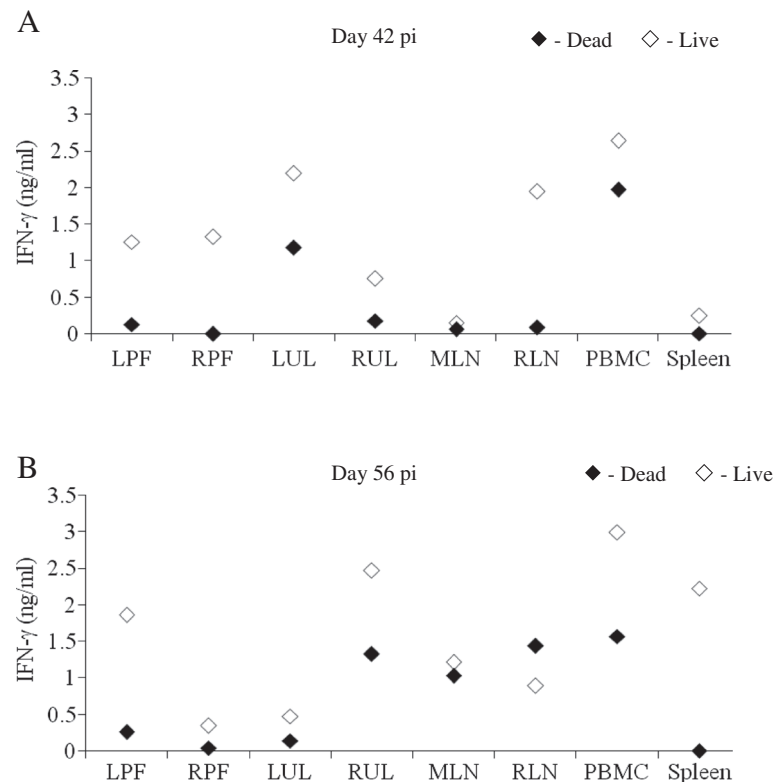 A
Day 42 pi
- Dead
- Live
3.5
3
2.5
2
1.5
1
0.5
0
IFN-γ (ng/ml)
LPF RPF LUL RUL MLN RLN PBMC Spleen
B
Day 56 pi
- Dead
- Live
3.5
3
2.5
2
1.5
1
0.5
0
IFN-γ (ng/ml)
LPF RPF LUL RUL MLN RLN PBMC Spleen